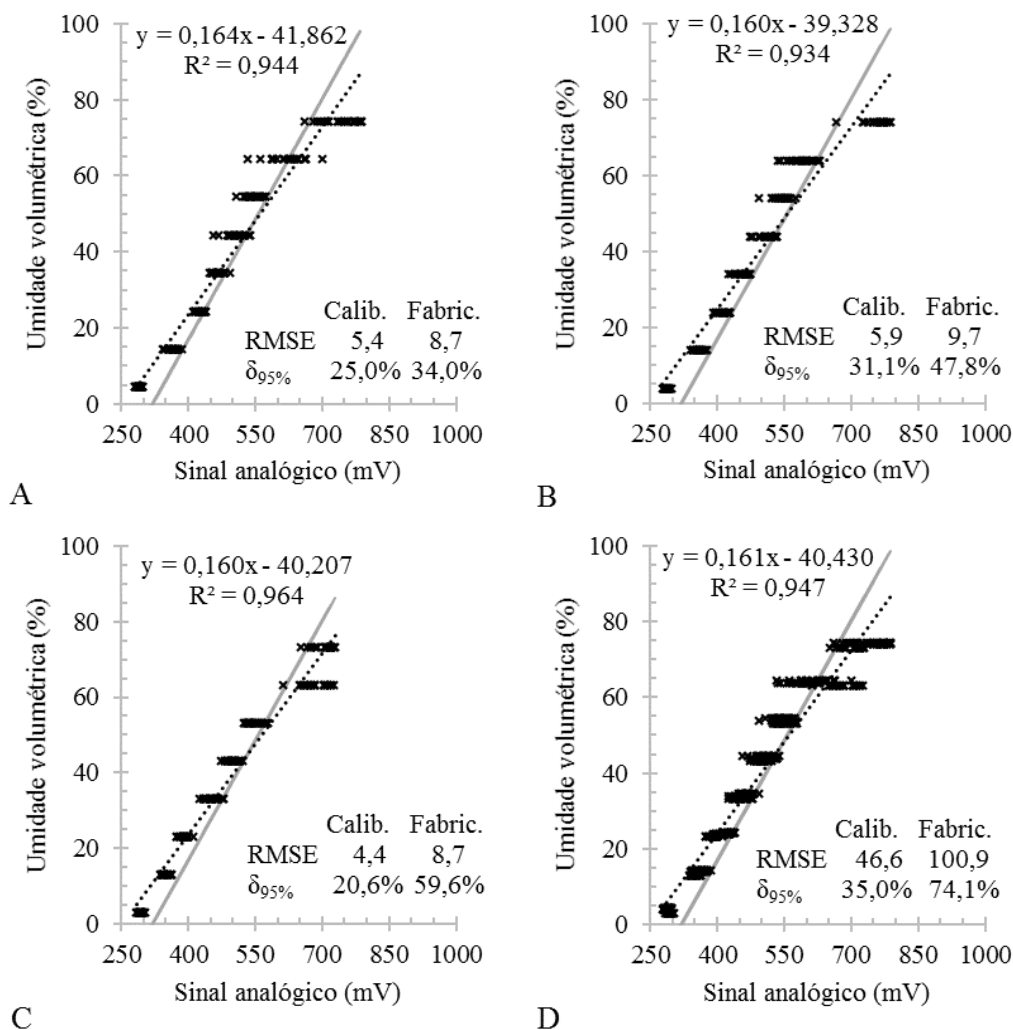 100
80
60
40
20
0
Umidade volumétrica (%)
y = 0,164x - 41,862
R² = 0,944
Calib. Fabric.
RMSE 5,4 8,7
δ95% 25,0% 34,0%
250 400 550 700 850 1000
Sinal analógico (mV)
A
100
80
60
40
20
0
Umidade volumétrica (%)
y = 0,160x - 39,328
R² = 0,934
Calib. Fabric.
RMSE 5,9 9,7
δ95% 31,1% 47,8%
250 400 550 700 850 1000
Sinal analógico (mV)
B
100
80
60
40
20
0
Umidade volumétrica (%)
y = 0,160x - 40,207
R² = 0,964
Calib. Fabric.
RMSE 4,4 8,7
δ95% 20,6% 59,6%
250 400 550 700 850 1000
Sinal analógico (mV)
C
100
80
60
40
20
0
Umidade volumétrica (%)
y = 0,161x - 40,430
R² = 0,947
Calib. Fabric.
RMSE 46,6 100,9
δ95% 35,0% 74,1%
250 400 550 700 850 1000
Sinal analógico (mV)
D